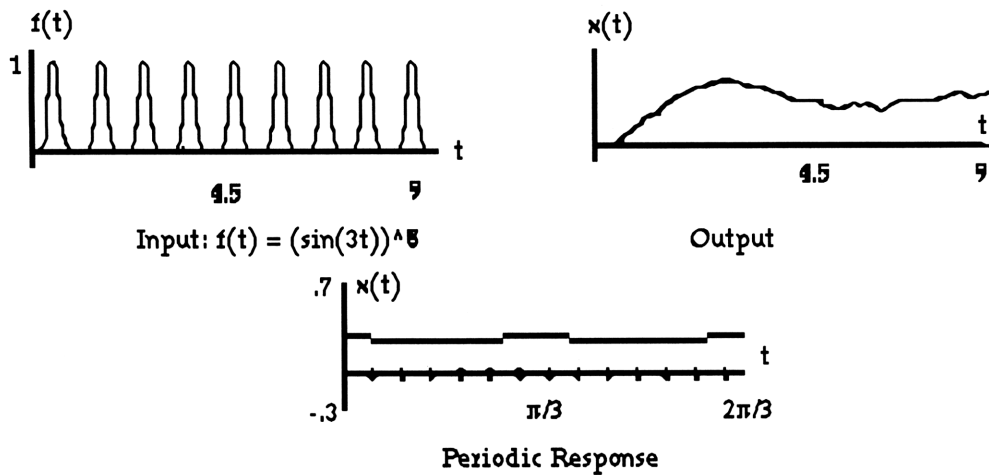 f(t)
1
t
4.5
9
Input: f(t) = (sin(3t))^
x(t)
t
4.5
9
Output
.7
x(t)
t
-.3
π/3
2π/3
Periodic Response